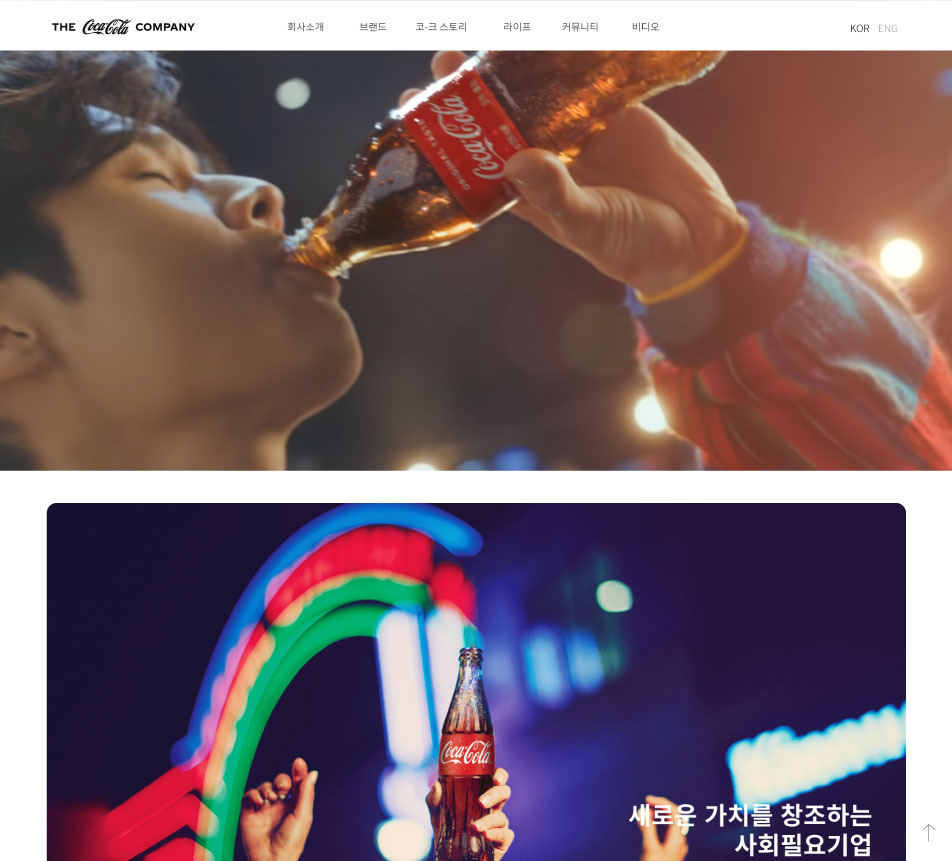 THE Coca-Cola COMPANY
회사소개 브랜드 코-크 스토리 라이프 커뮤니티 비디오
KOR ENG
Coca-Cola
ORIGINAL TASTE
Coca-Cola
새로운 가치를 창조하는
사회필요기업